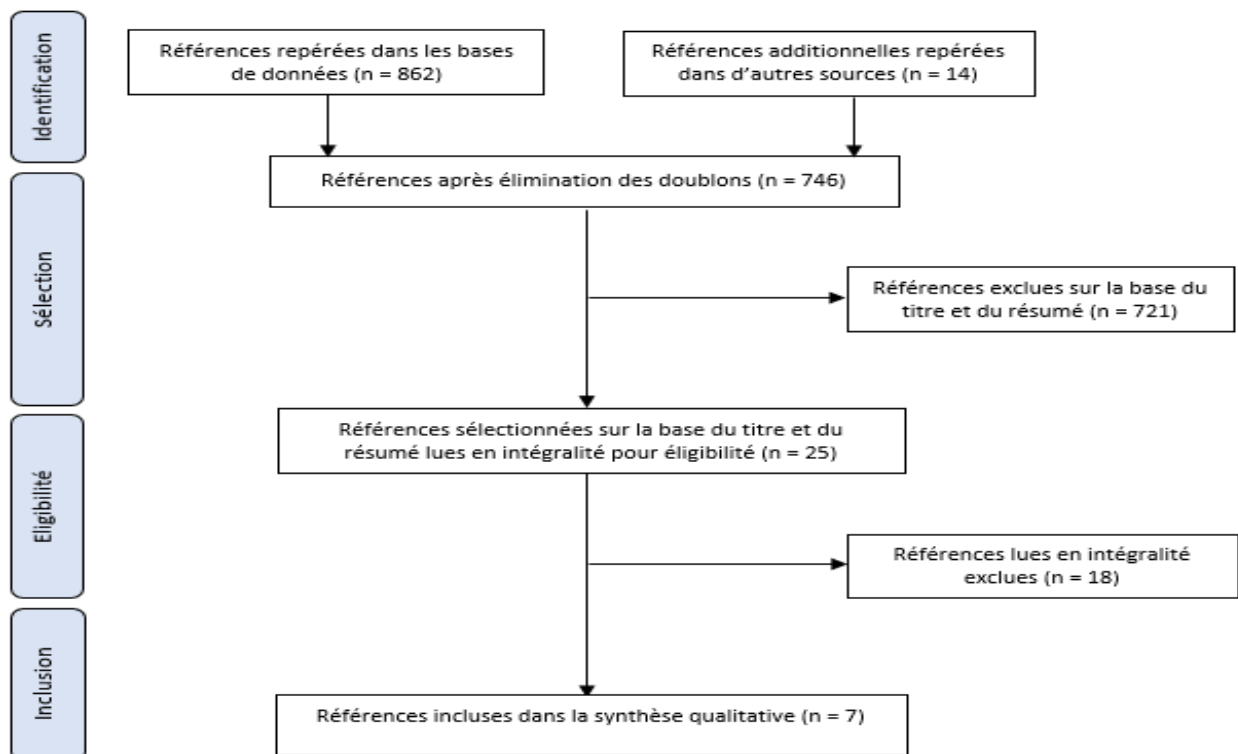 Identification
Références repérées dans les bases
de données (n = 862)
Références additionnelles repérées
dans d’autres sources (n = 14)
Références après élimination des doublons (n = 746)
Sélection
Références exclues sur la base du
titre et du résumé (n = 721)
Références sélectionnées sur la base du titre et du
résumé lues en intégralité pour éligibilité (n = 25)
Eligibilité
Références lues en intégralité
exclues (n = 18)
Inclusion
Références incluses dans la synthèse qualitative (n = 7)